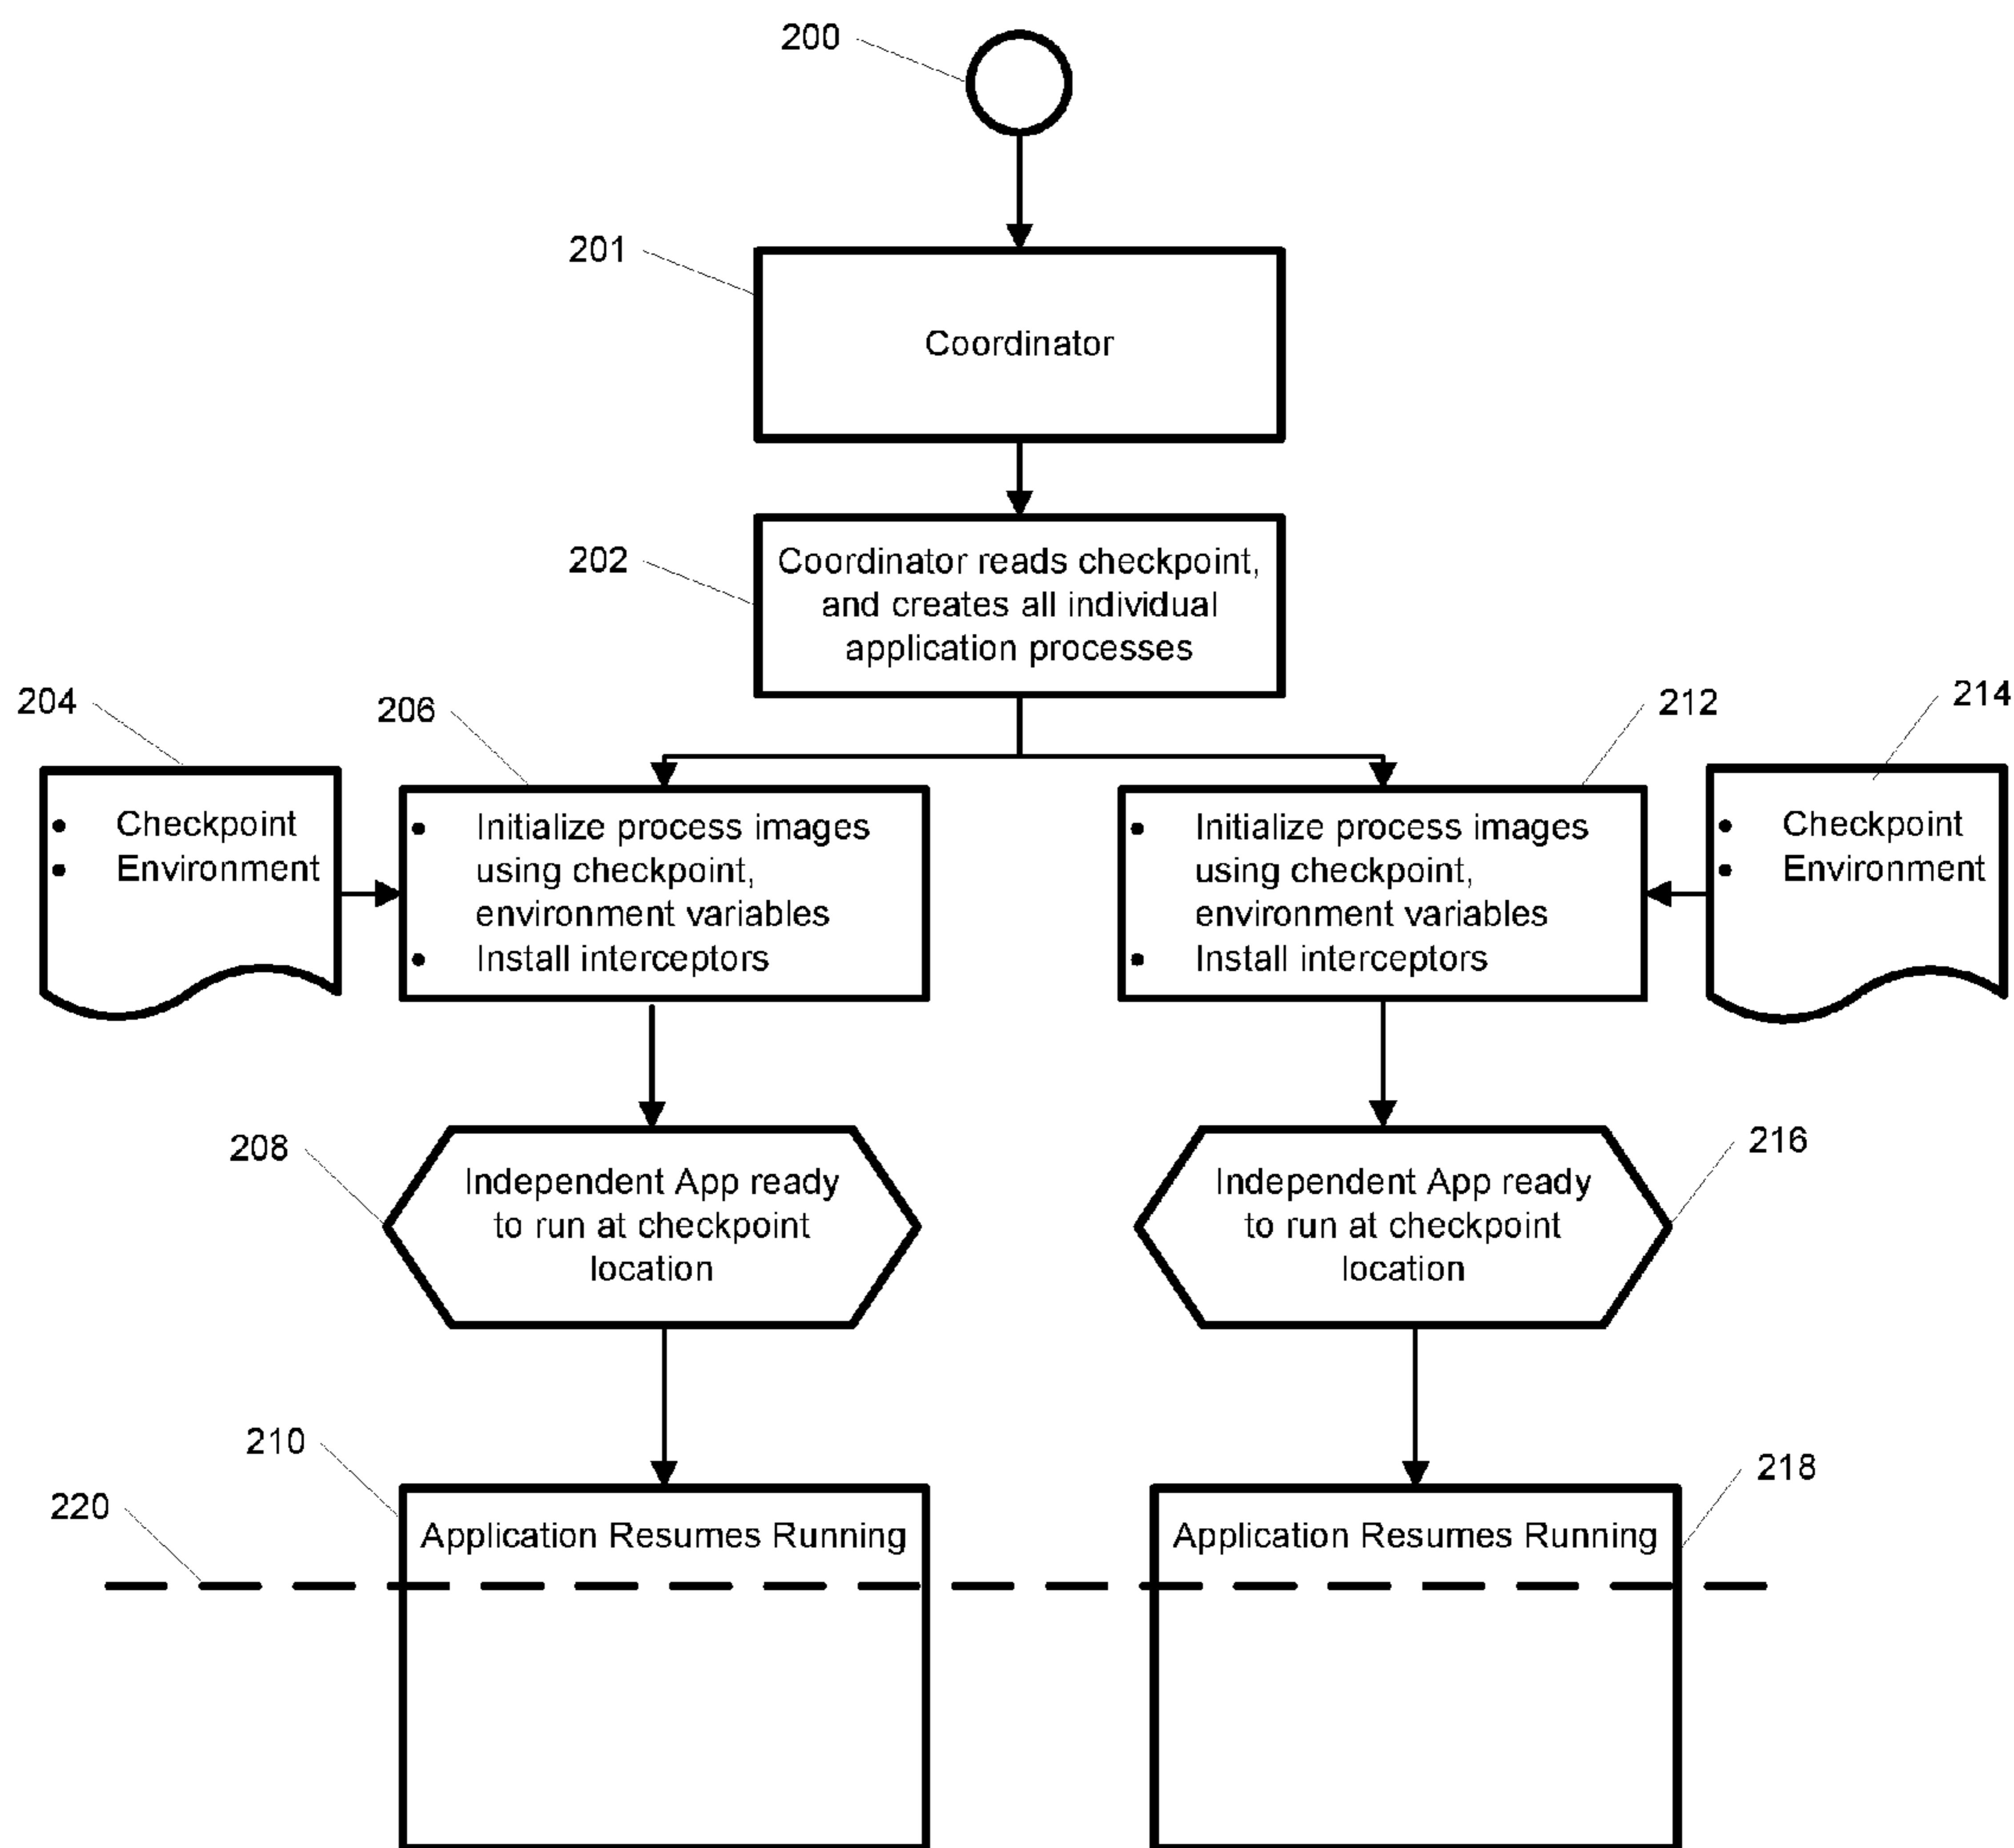 200
201
Coordinator
202
Coordinator reads checkpoint,
and creates all individual
application processes
204
206
212
214
• Checkpoint
• Environment
• Initialize process images
using checkpoint,
environment variables
• Install interceptors
• Initialize process images
using checkpoint,
environment variables
• Install interceptors
• Checkpoint
• Environment
208
Independent App ready
to run at checkpoint
location
Independent App ready
to run at checkpoint
location
216
210
Application Resumes Running
Application Resumes Running
218
220